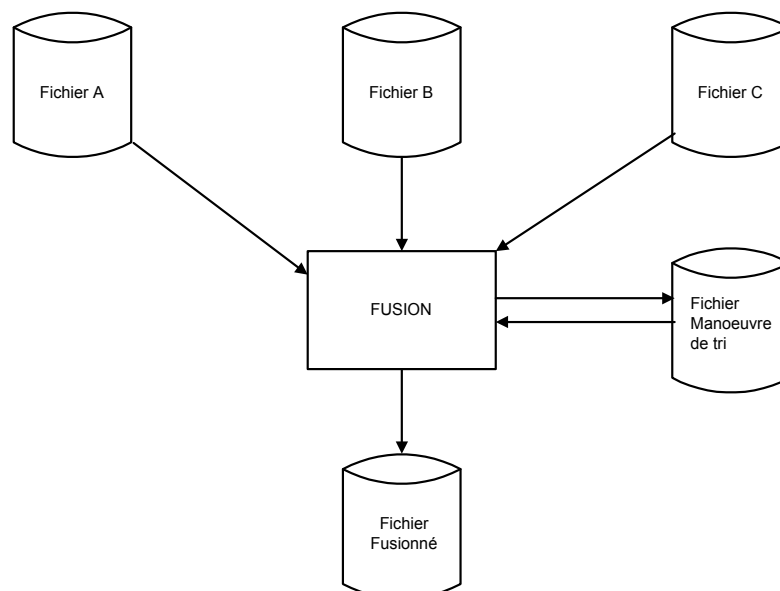 Fichier A
Fichier B
Fichier C
FUSION
Fichier
Manoeuvre
de tri
Fichier
Fusionné